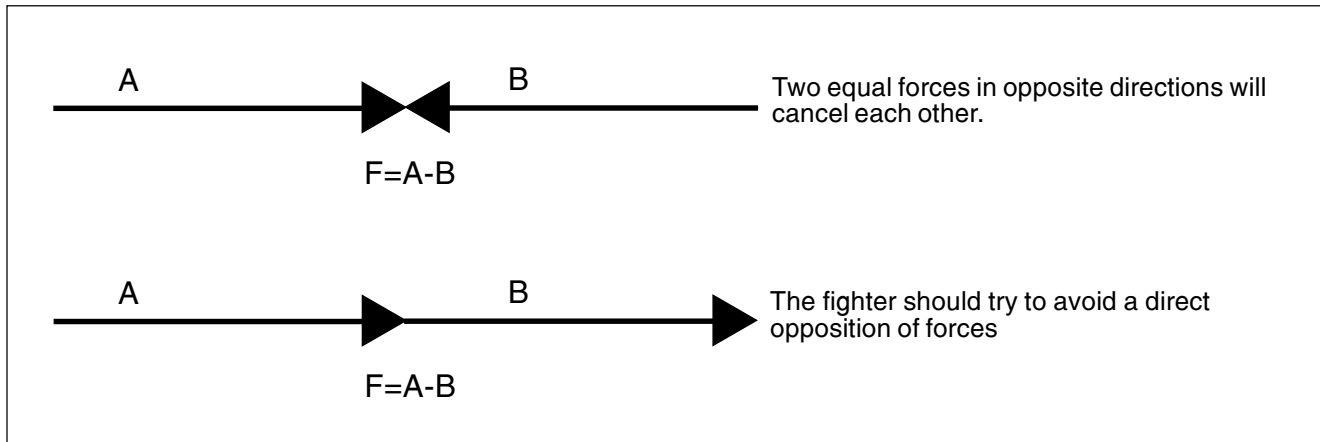 A
B
Two equal forces in opposite directions will
cancel each other.
F=A-B
A
B
The fighter should try to avoid a direct
opposition of forces
F=A-B